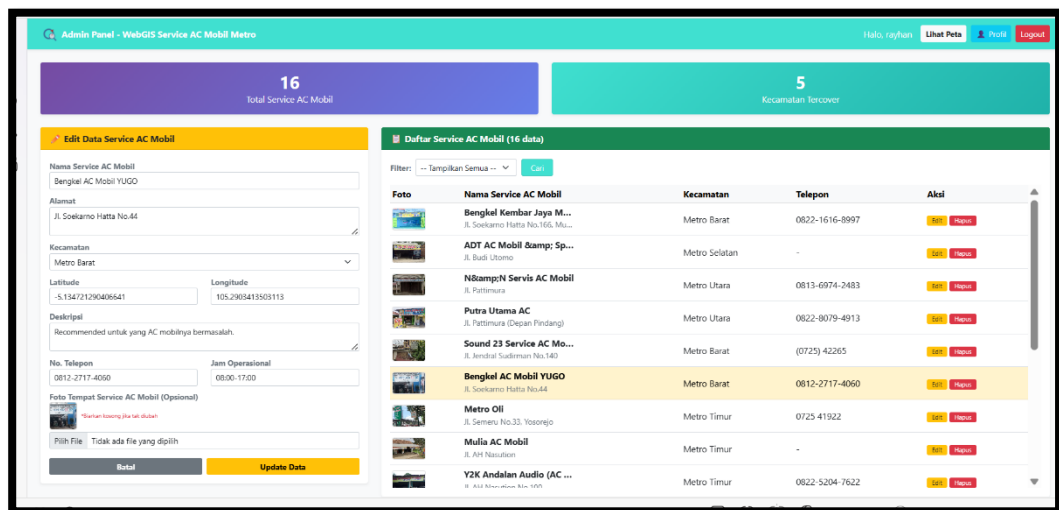 Admin Panel - WebGIS Service AC Mobil Metro
Halo, rayhan Lihat Peta Profil Logout
16
Total Service AC Mobil
5
Kecamatan Tercover
Edit Data Service AC Mobil
Nama Service AC Mobil
Bengkel AC Mobil YUGO
Alamat
Jl. Soekarno Hatta No.44
Kecamatan
Metro Barat
Latitude Longitude
-5.134721290406641 105.2903413503113
Deskripsi
Recommended untuk yang AC mobilnya bermasalah.
No. Telepon Jam Operasional
0812-2717-4060 08:00-17:00
Foto Tempat Service AC Mobil (Opsional)
*Biarkan kosong jika tak diubah
Pilih File Tidak ada file yang dipilih
Batal Update Data
Daftar Service AC Mobil (16 data)
Filter: -- Tampilkan Semua -- Cari
Foto Nama Service AC Mobil Kecamatan Telepon Aksi
Bengkel Kembar Jaya M...
Jl. Soekarno Hatta No.166, Mu...
Metro Barat 0822-1616-8997 Edit Hapus
ADT AC Mobil &amp; Sp...
Jl. Budi Utomo
Metro Selatan - Edit Hapus
N&amp;N Servis AC Mobil
Jl. Pattimura
Metro Utara 0813-6974-2483 Edit Hapus
Putra Utama AC
Jl. Pattimura (Depan Pindang)
Metro Utara 0822-8079-4913 Edit Hapus
Sound 23 Service AC Mo...
Jl. Jendral Sudirman No.140
Metro Barat (0725) 42265 Edit Hapus
Bengkel AC Mobil YUGO
Jl. Soekarno Hatta No.44
Metro Barat 0812-2717-4060 Edit Hapus
Metro Oli
Jl. Semeru No.33, Yosorejo
Metro Timur 0725 41922 Edit Hapus
Mulia AC Mobil
Jl. AH Nasution
Metro Timur - Edit Hapus
Y2K Andalan Audio (AC ...
Jl. AH Nasution No.100
Metro Timur 0822-5204-7622 Edit Hapus